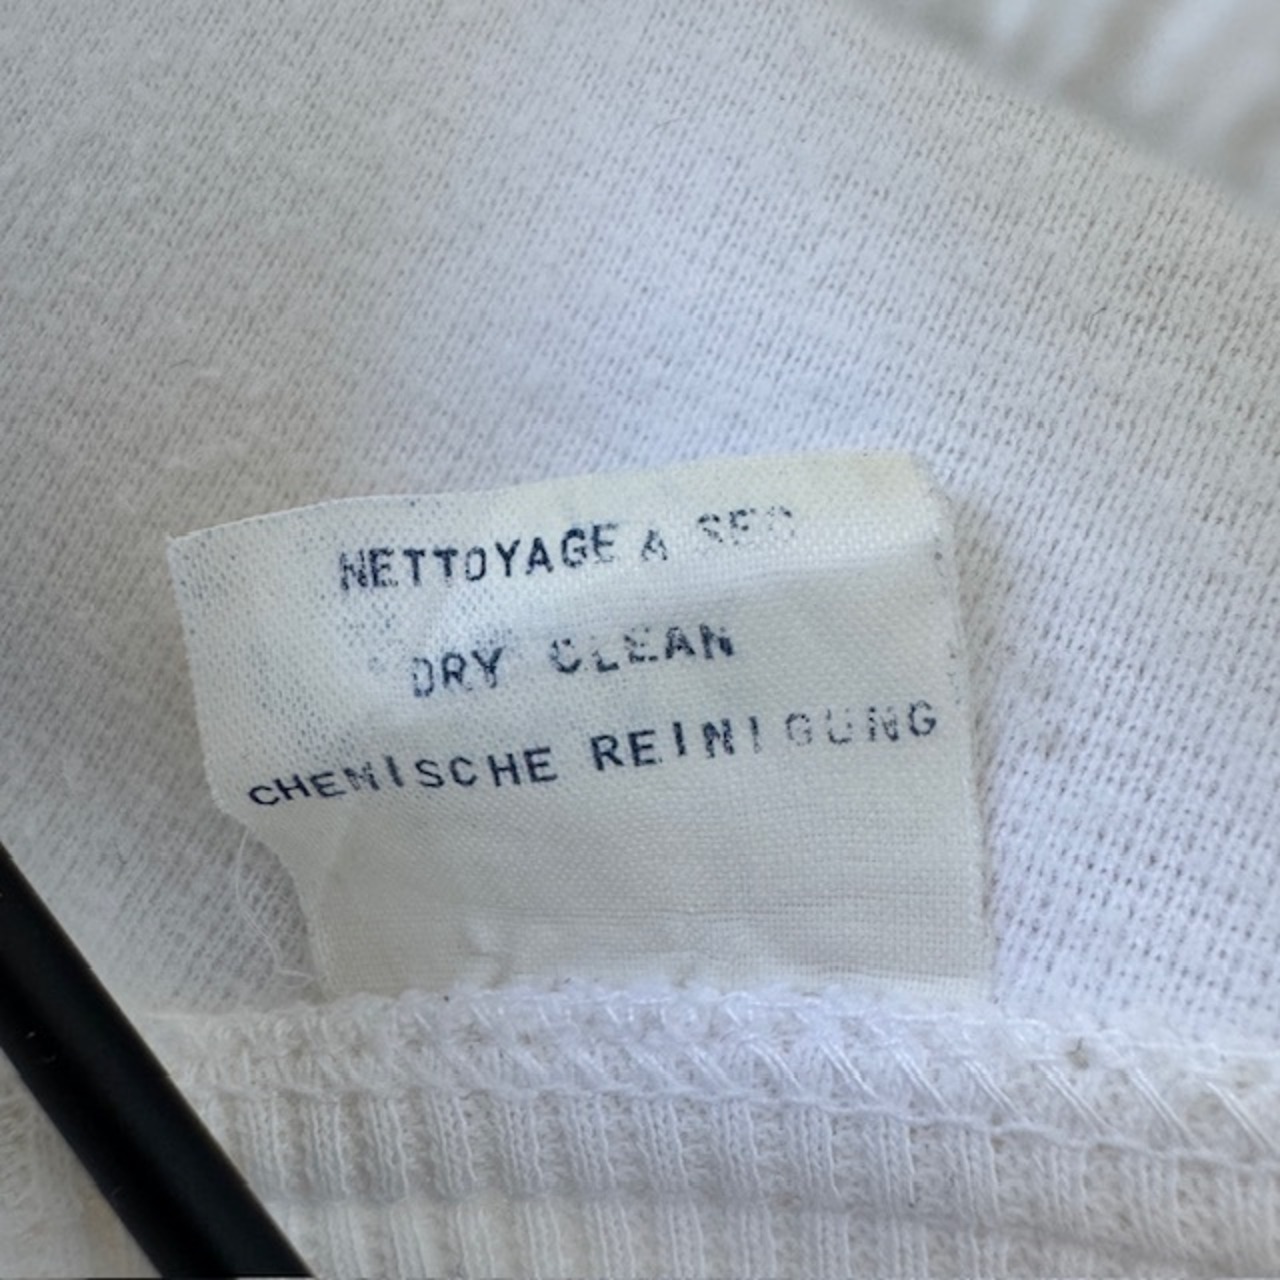 NETTOYAGE A SEC
DRY CLEAN
CHEMISCHE REINIGUNG